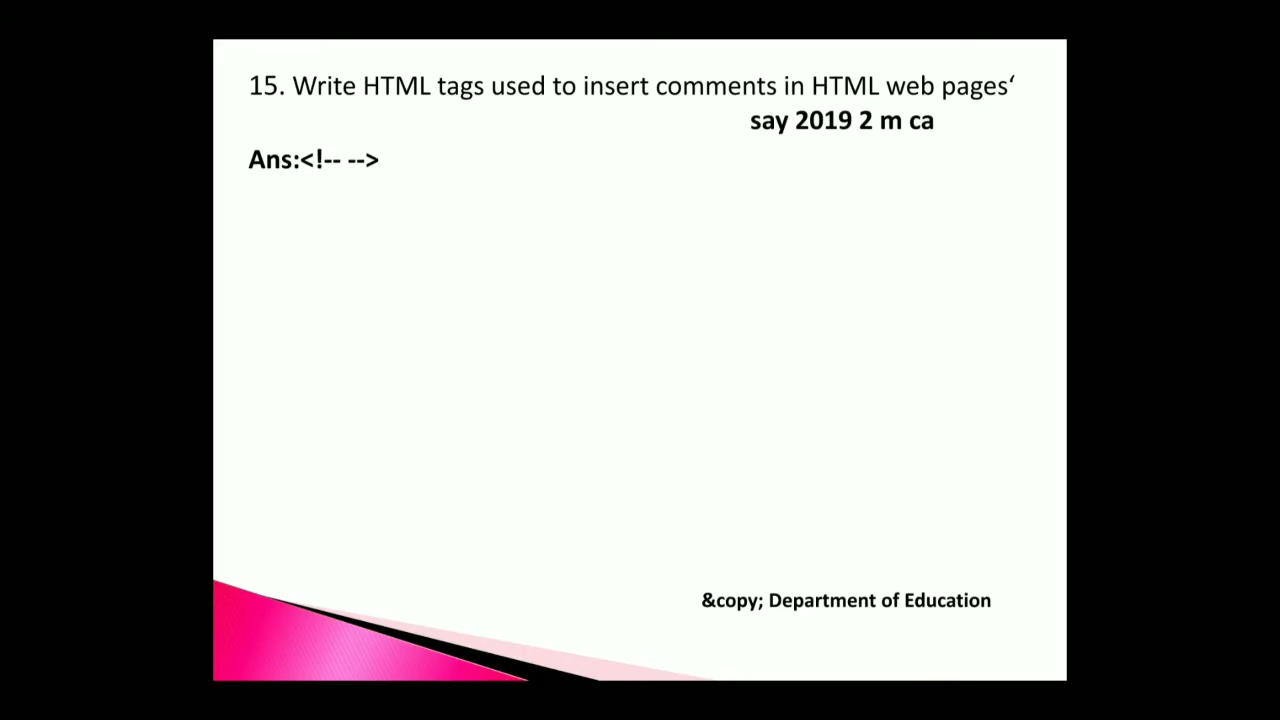 15. Write HTML tags used to insert comments in HTML web pages‘
say 2019 2 m ca
Ans:<!-- -->
&copy; Department of Education